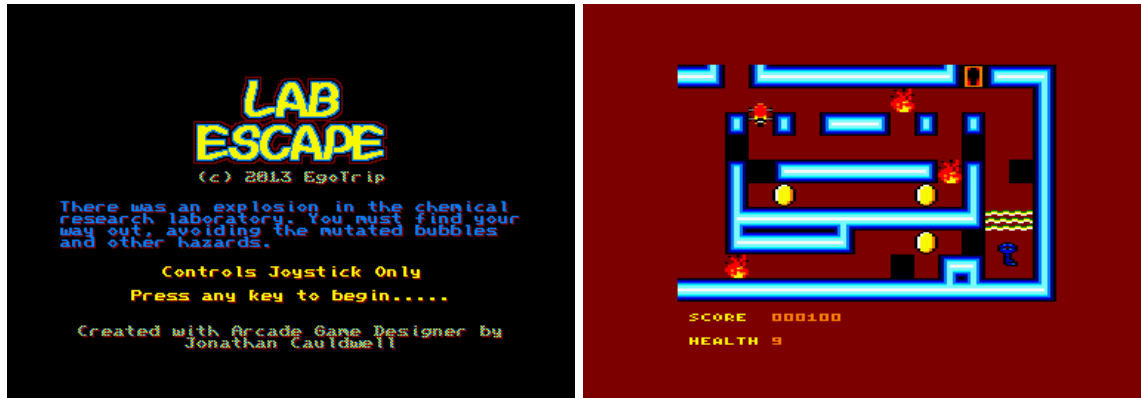 LAB
ESCAPE
(c) 2013 EgoTrip
There was an explosion in the chemical
research laboratory. You must find your
way out, avoiding the mutated bubbles
and other hazards.
Controls Joystick Only
Press any key to begin.....
Created with Arcade Game Designer by
Jonathan Cauldwell
SCORE 000100
HEALTH 9